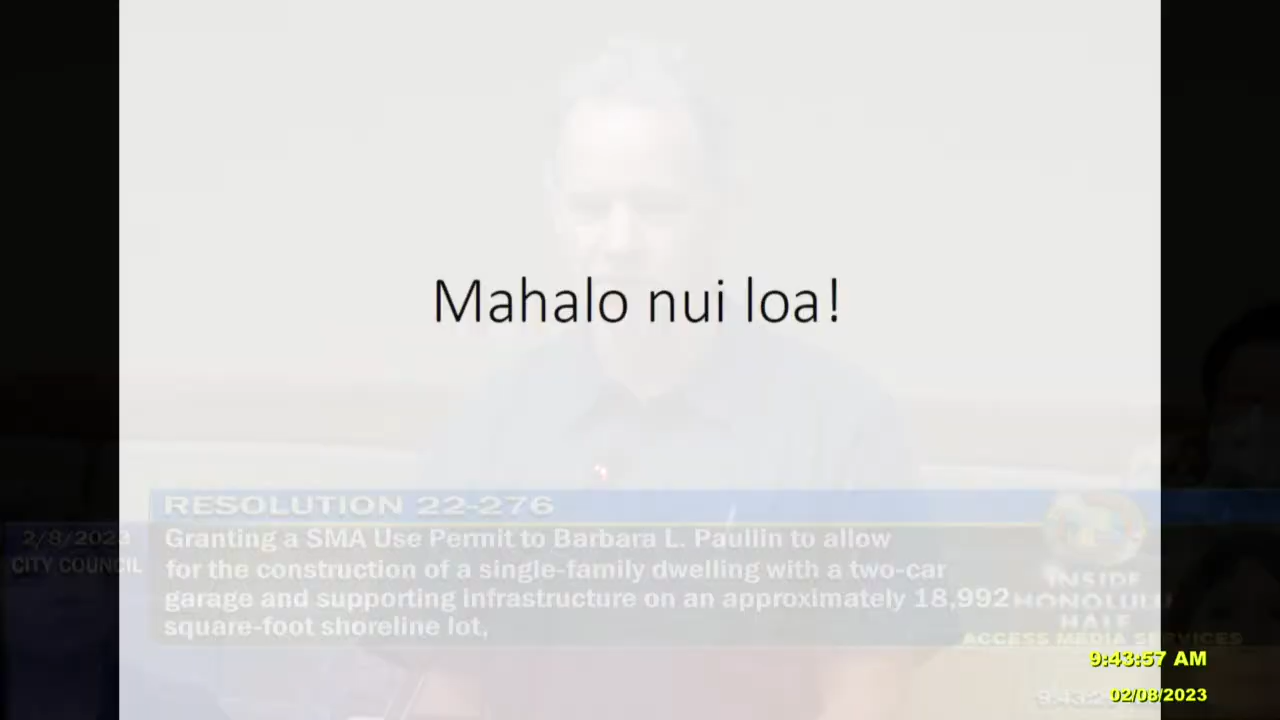 Mahalo nui loa!
RESOLUTION 22-276
2/8/2023
CITY COUNCIL
Granting a SMA Use Permit to Barbara L. Paullin to allow
for the construction of a single-family dwelling with a two-car
garage and supporting infrastructure on an approximately 18,992
square-foot shoreline lot,
INSIDE
HONOLULU
HALE
ACCESS MEDIA SERVICES
9:43:57 AM
02/08/2023